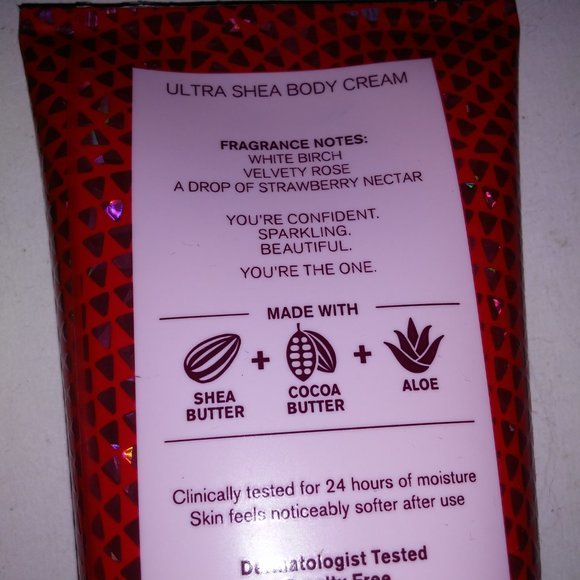 ULTRA SHEA BODY CREAM
FRAGRANCE NOTES:
WHITE BIRCH
VELVETY ROSE
A DROP OF STRAWBERRY NECTAR
YOU'RE CONFIDENT.
SPARKLING.
BEAUTIFUL.
YOU'RE THE ONE.
MADE WITH
SHEA BUTTER + COCOA BUTTER + ALOE
Clinically tested for 24 hours of moisture
Skin feels noticeably softer after use
Dermatologist Tested
Free